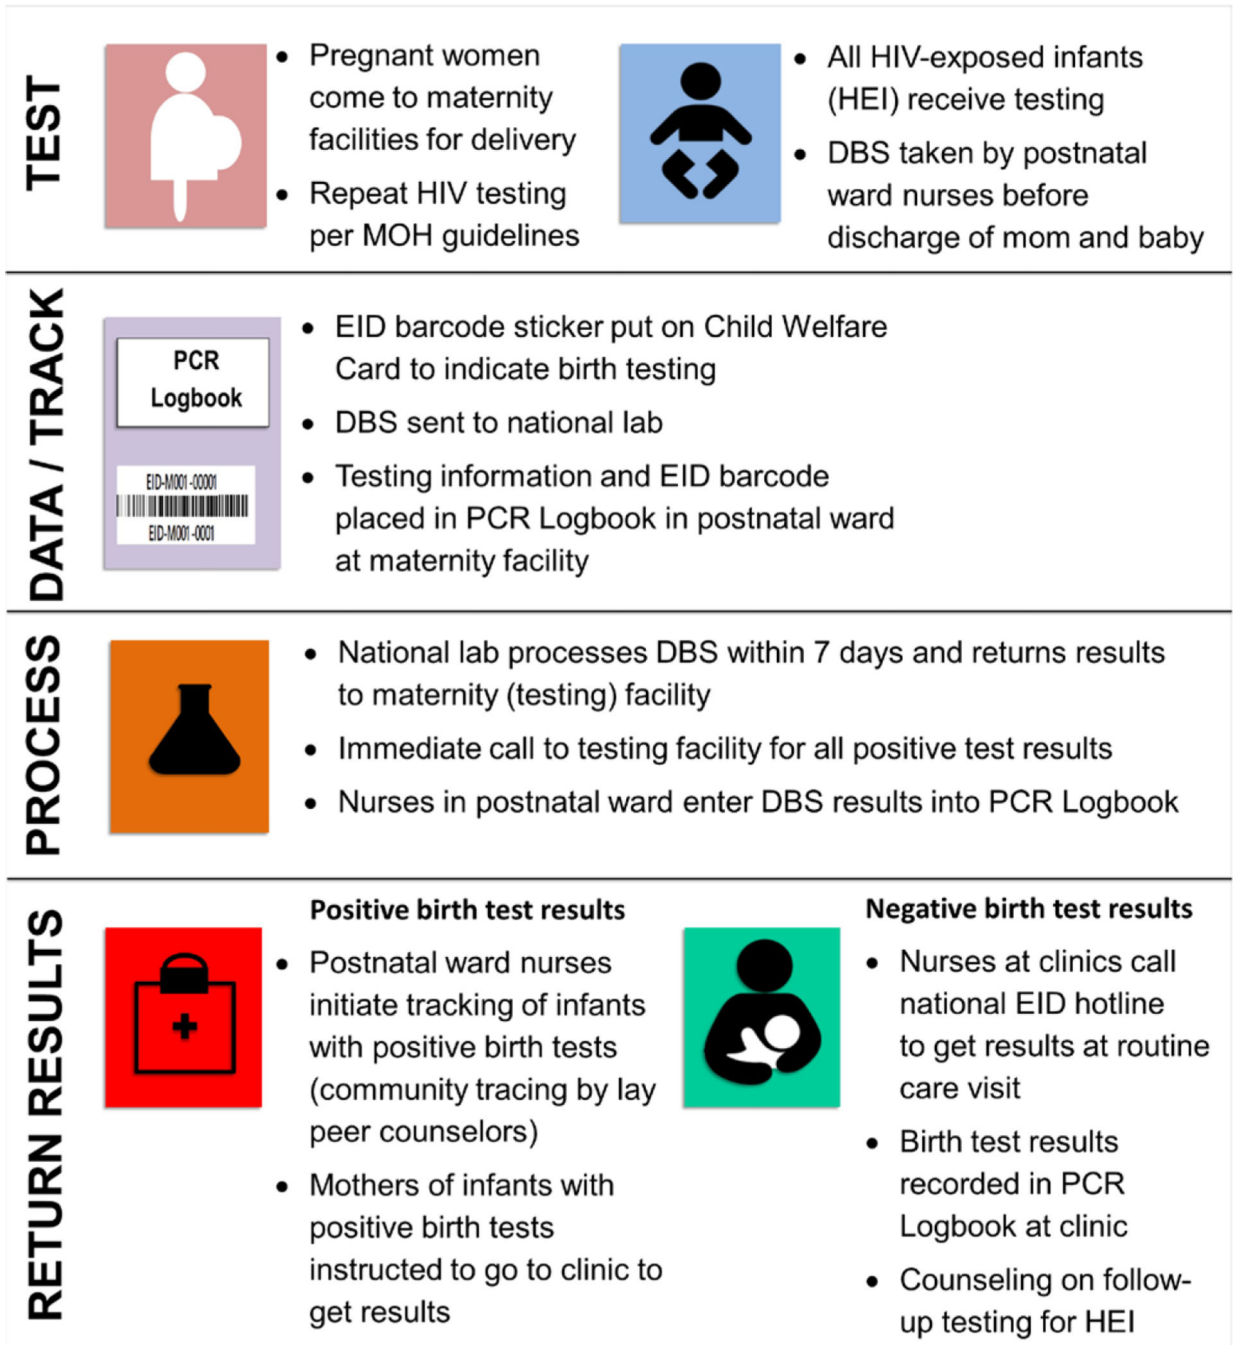 TEST
• Pregnant women
come to maternity
facilities for delivery
• Repeat HIV testing
per MOH guidelines
• All HIV-exposed infants
(HEI) receive testing
• DBS taken by postnatal
ward nurses before
discharge of mom and baby
DATA / TRACK
PCR
Logbook
EID-M001-00001
EID-M001-0001
• EID barcode sticker put on Child Welfare
Card to indicate birth testing
• DBS sent to national lab
• Testing information and EID barcode
placed in PCR Logbook in postnatal ward
at maternity facility
PROCESS
• National lab processes DBS within 7 days and returns results
to maternity (testing) facility
• Immediate call to testing facility for all positive test results
• Nurses in postnatal ward enter DBS results into PCR Logbook
RETURN RESULTS
Positive birth test results
• Postnatal ward nurses
initiate tracking of infants
with positive birth tests
(community tracing by lay
peer counselors)
• Mothers of infants with
positive birth tests
instructed to go to clinic to
get results
Negative birth test results
• Nurses at clinics call
national EID hotline
to get results at routine
care visit
• Birth test results
recorded in PCR
Logbook at clinic
• Counseling on follow-
up testing for HEI